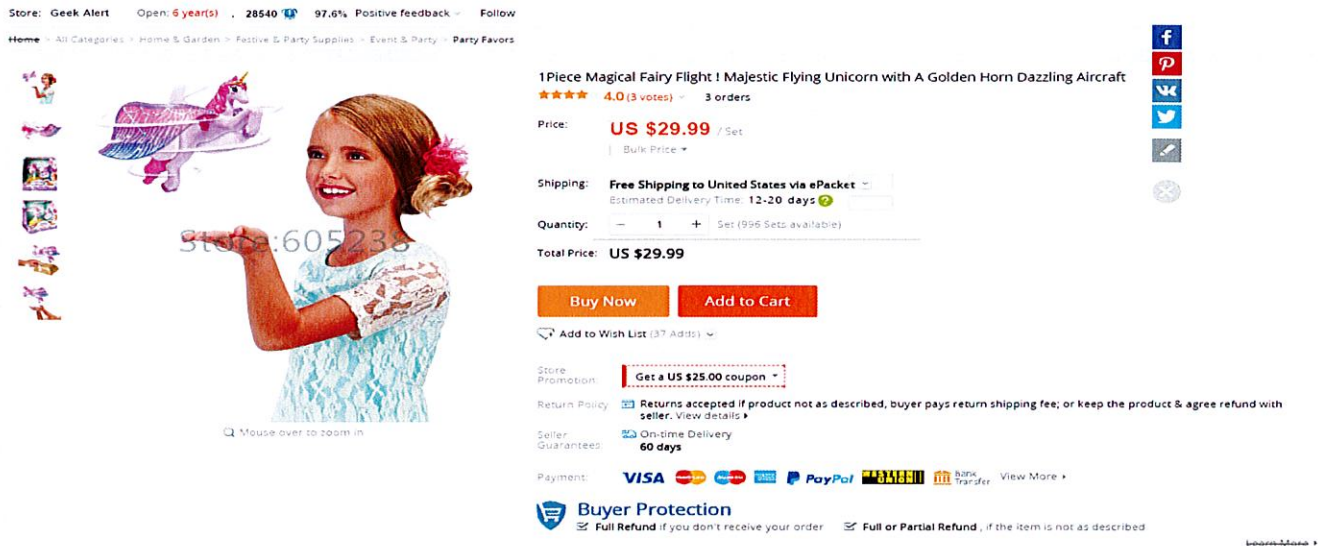 Store: Geek Alert Open: 6 year(s) . 28540 97.6% Positive feedback Follow
Home > All Categories > Home & Garden > Festive & Party Supplies > Event & Party > Party Favors
1Piece Magical Fairy Flight ! Majestic Flying Unicorn with A Golden Horn Dazzling Aircraft
4.0 (3 votes) 3 orders
Price: US $29.99 / Set
Bulk Price
Shipping: Free Shipping to United States via ePacket
Estimated Delivery Time: 12-20 days ?
Quantity: − 1 + Set (996 Sets available)
Store:605238
Total Price: US $29.99
Buy Now Add to Cart
Add to Wish List (37 Adds)
Store
Promotion: Get a US $25.00 coupon
Return Policy Returns accepted if product not as described, buyer pays return shipping fee; or keep the product & agree refund with
seller. View details
Mouse over to zoom in
Seller
Guarantees: On-time Delivery
60 days
Payment: VISA PayPal WESTERN UNION Bank Transfer View More
Buyer Protection
Full Refund if you don't receive your order Full or Partial Refund , if the item is not as described
Learn More